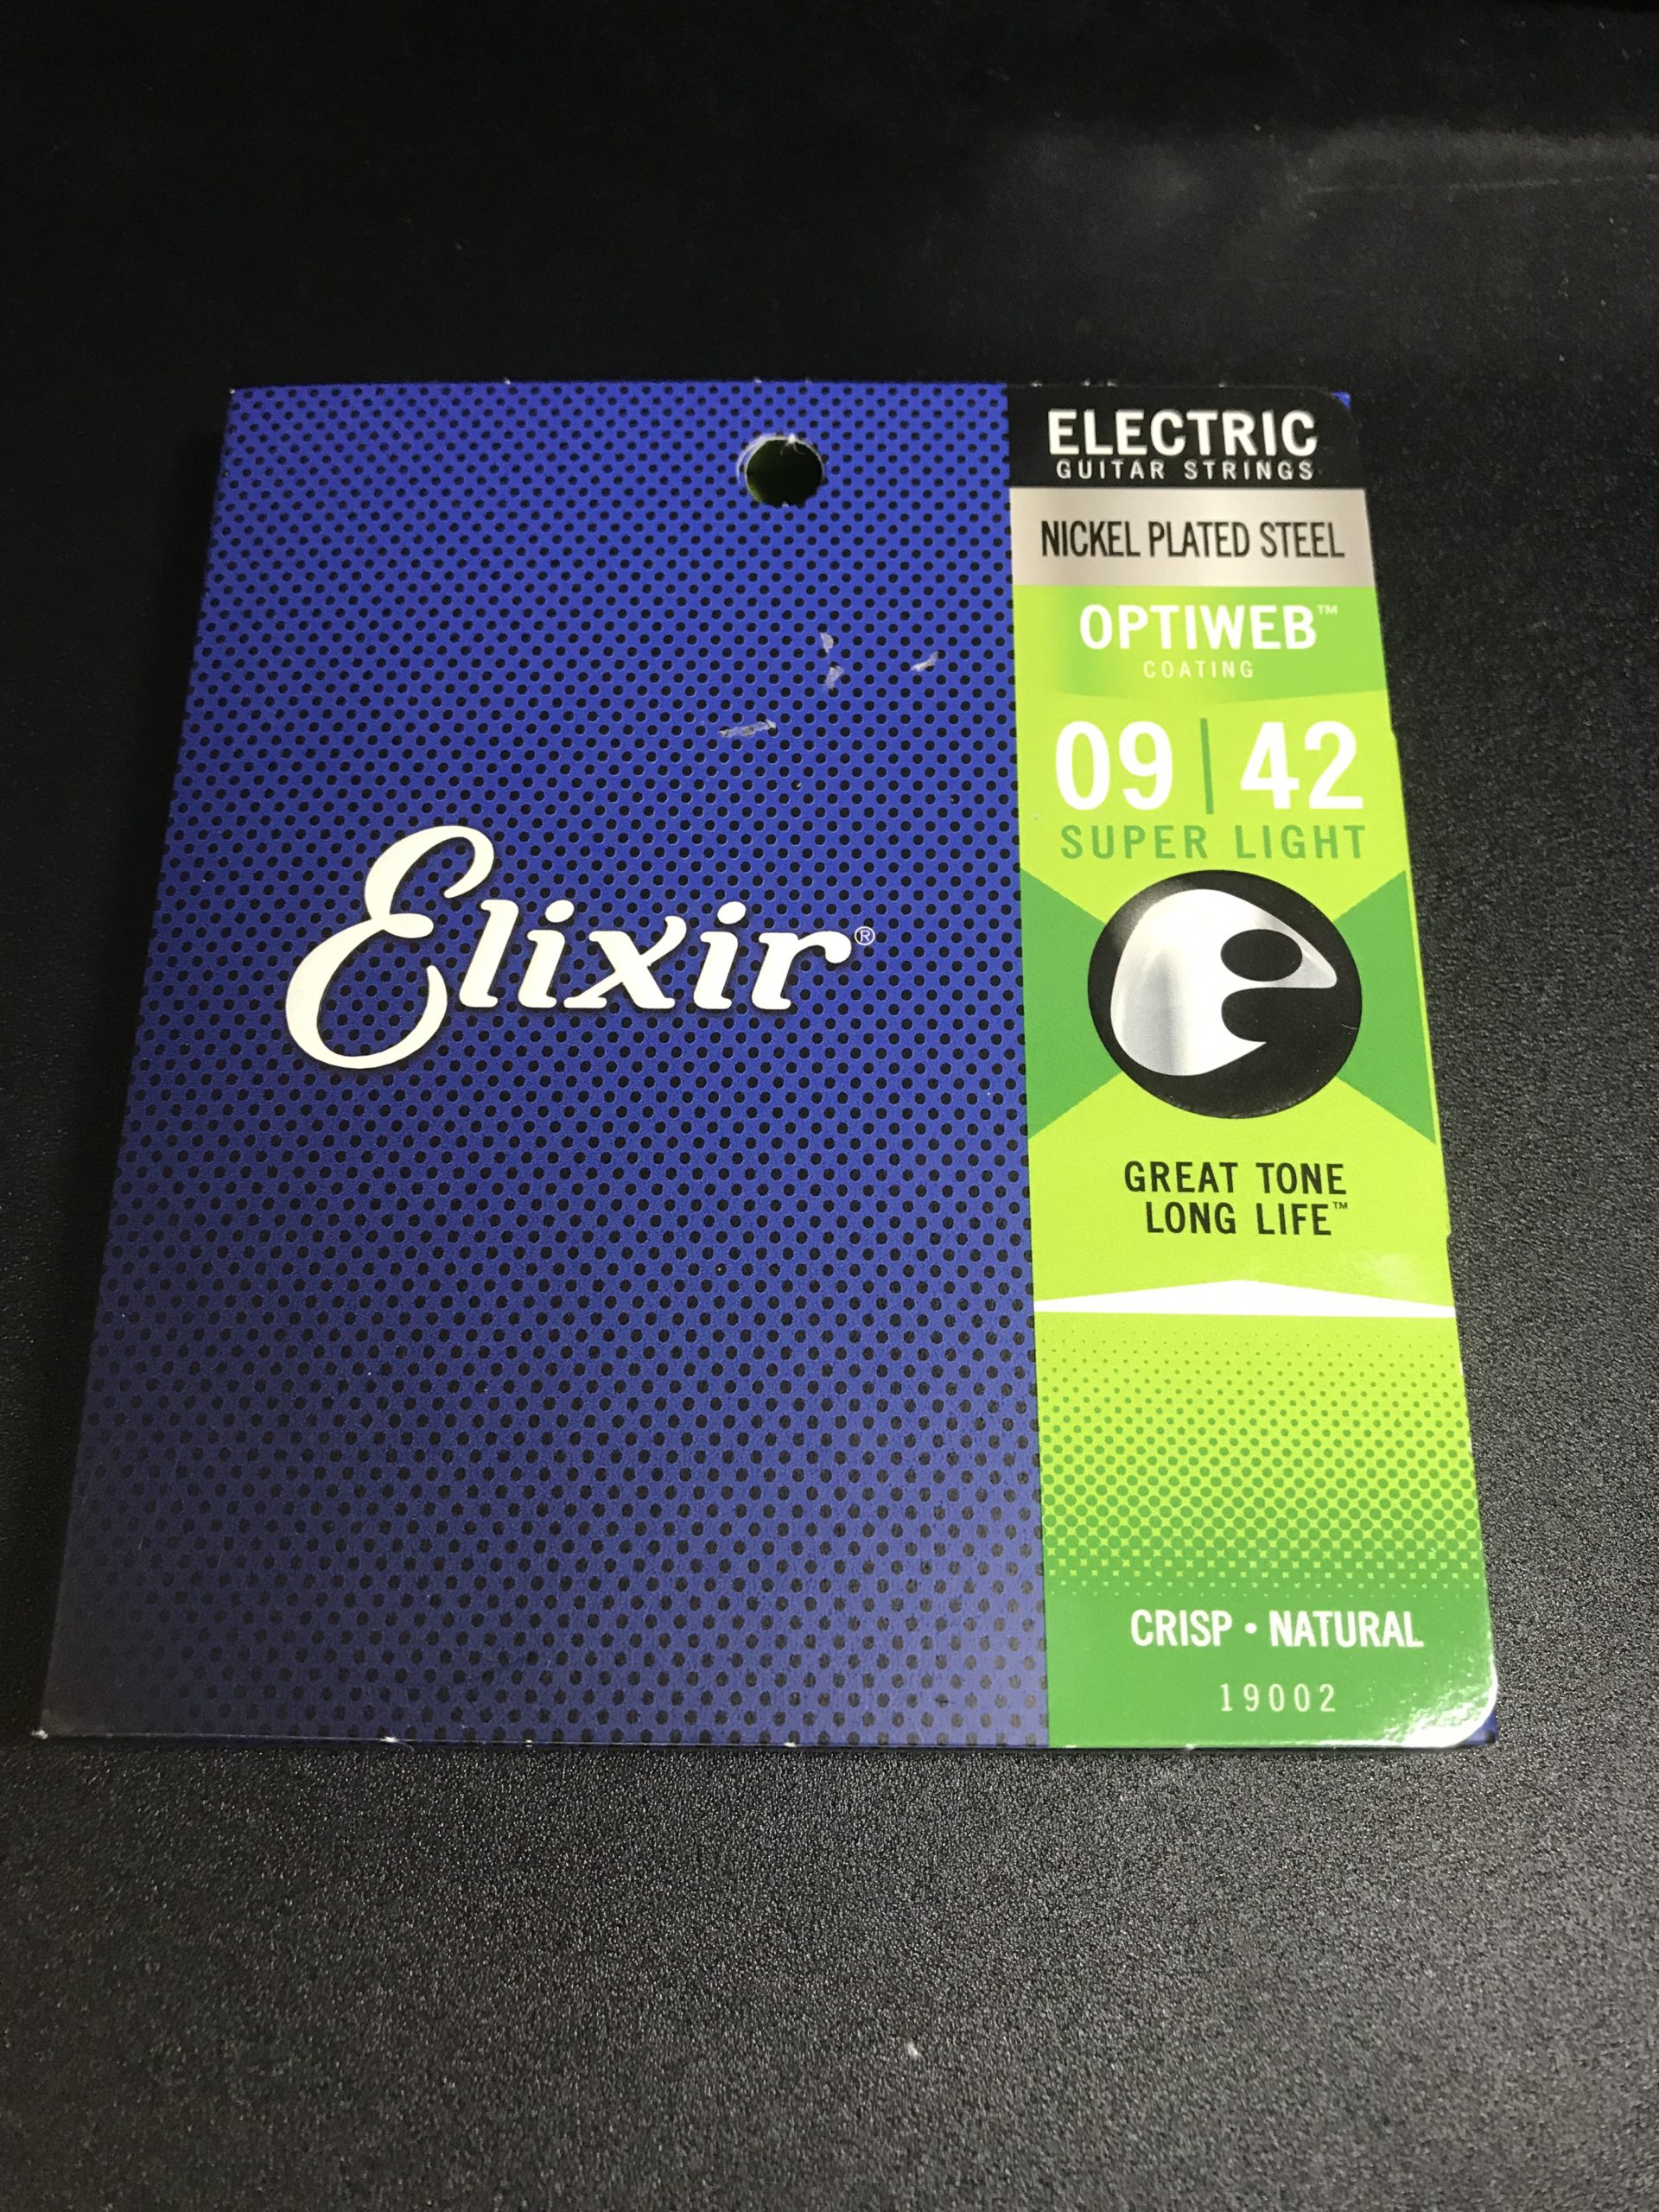 ELECTRIC
GUITAR STRINGS
NICKEL PLATED STEEL
OPTIWEB™
COATING
09 | 42
SUPER LIGHT
Elixir®
GREAT TONE
LONG LIFE™
CRISP • NATURAL
19002